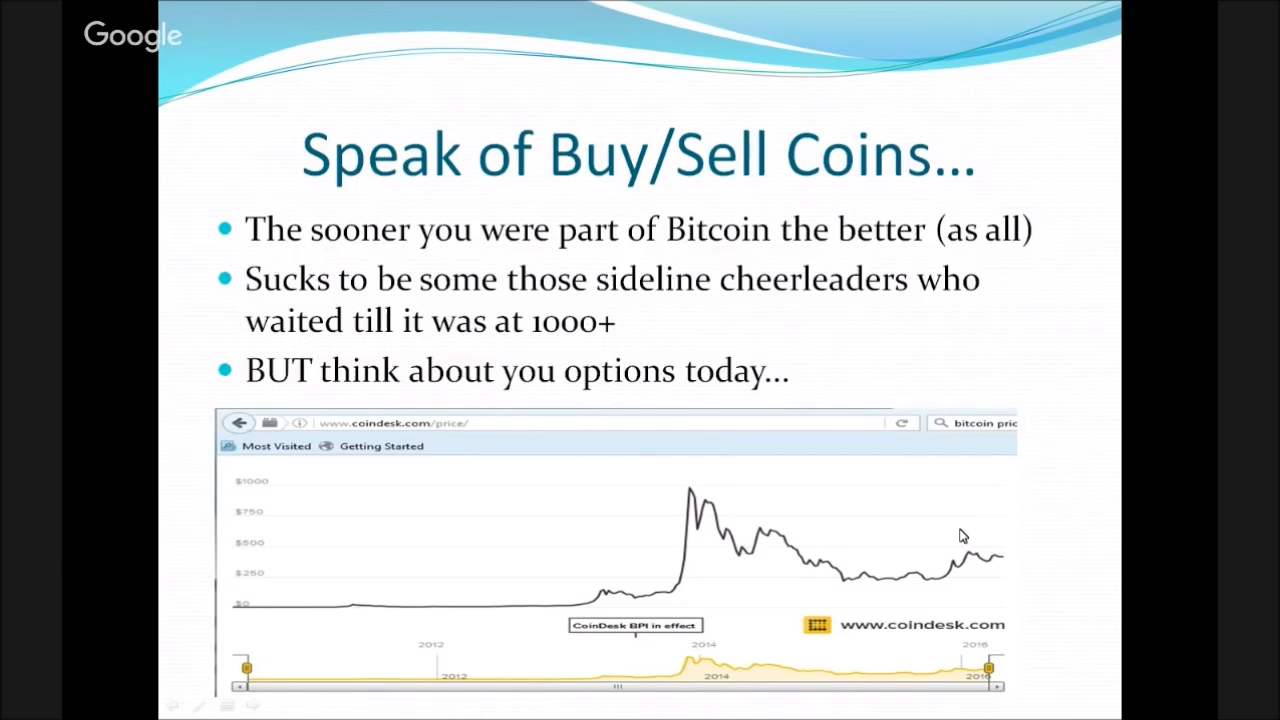 Google
Speak of Buy/Sell Coins...
The sooner you were part of Bitcoin the better (as all)
Sucks to be some those sideline cheerleaders who
waited till it was at 1000+
BUT think about you options today...
www.coindesk.com/price/
bitcoin pric
Most Visited Getting Started
$1000
$750
$500
$250
$0
CoinDesk BPI in effect
www.coindesk.com
2012 2014 2016
2012 2014 2016